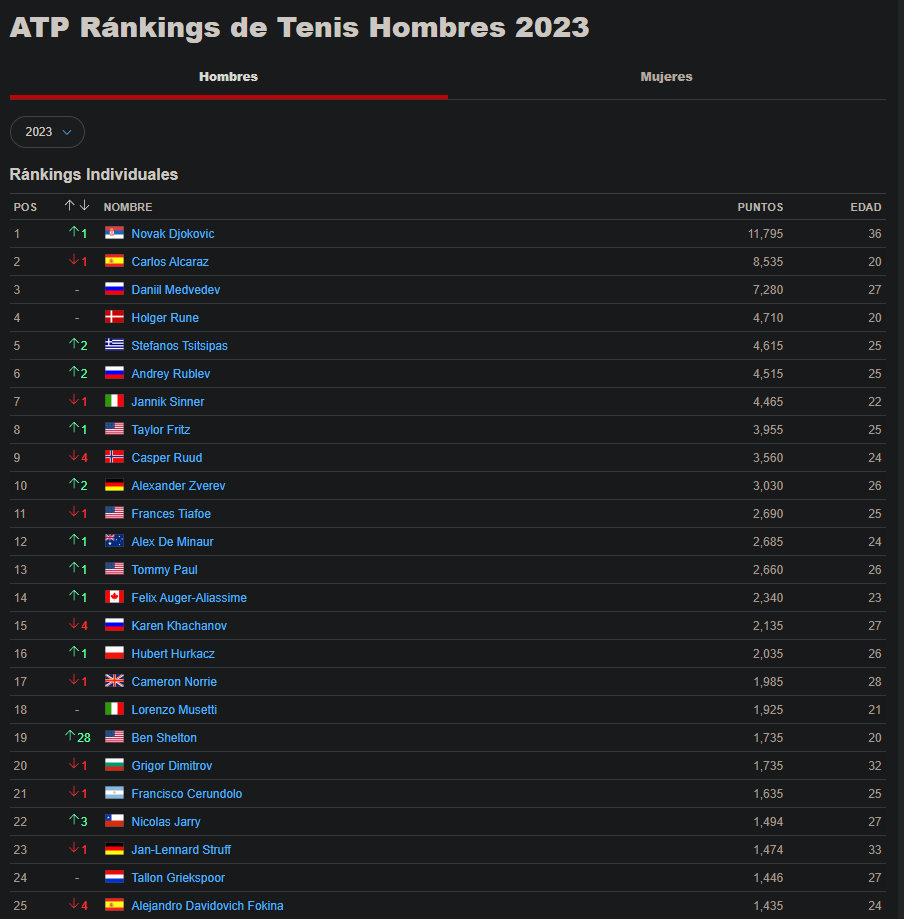 ATP Ránkings de Tenis Hombres 2023
Hombres Mujeres
2023
Ránkings Individuales
POS ↑↓ NOMBRE PUNTOS EDAD
1 ↑1 Novak Djokovic 11,795 36
2 ↓1 Carlos Alcaraz 8,535 20
3 - Daniil Medvedev 7,280 27
4 - Holger Rune 4,710 20
5 ↑2 Stefanos Tsitsipas 4,615 25
6 ↑2 Andrey Rublev 4,515 25
7 ↓1 Jannik Sinner 4,465 22
8 ↑1 Taylor Fritz 3,955 25
9 ↓4 Casper Ruud 3,560 24
10 ↑2 Alexander Zverev 3,030 26
11 ↓1 Frances Tiafoe 2,690 25
12 ↑1 Alex De Minaur 2,685 24
13 ↑1 Tommy Paul 2,660 26
14 ↑1 Felix Auger-Aliassime 2,340 23
15 ↓4 Karen Khachanov 2,135 27
16 ↑1 Hubert Hurkacz 2,035 26
17 ↓1 Cameron Norrie 1,985 28
18 - Lorenzo Musetti 1,925 21
19 ↑28 Ben Shelton 1,735 20
20 ↓1 Grigor Dimitrov 1,735 32
21 ↓1 Francisco Cerundolo 1,635 25
22 ↑3 Nicolas Jarry 1,494 27
23 ↓1 Jan-Lennard Struff 1,474 33
24 - Tallon Griekspoor 1,446 27
25 ↓4 Alejandro Davidovich Fokina 1,435 24